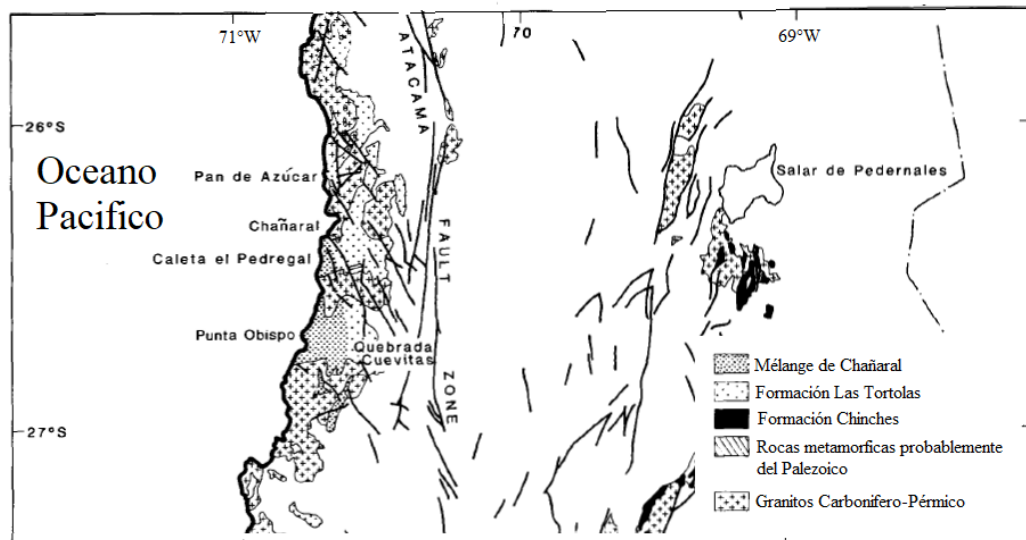 71°W
70
69°W
26°S
Oceano
Pacifico
ATACAMA
FAULT
ZONE
Pan de Azúcar
Chañaral
Caleta el Pedregal
Punta Obispo
Quebrada
Cuevitas
Salar de Pedernales
27°S
Mélange de Chañaral
Formación Las Tortolas
Formación Chinches
Rocas metamorficas probablemente
del Palezoico
Granitos Carbonifero-Pérmico